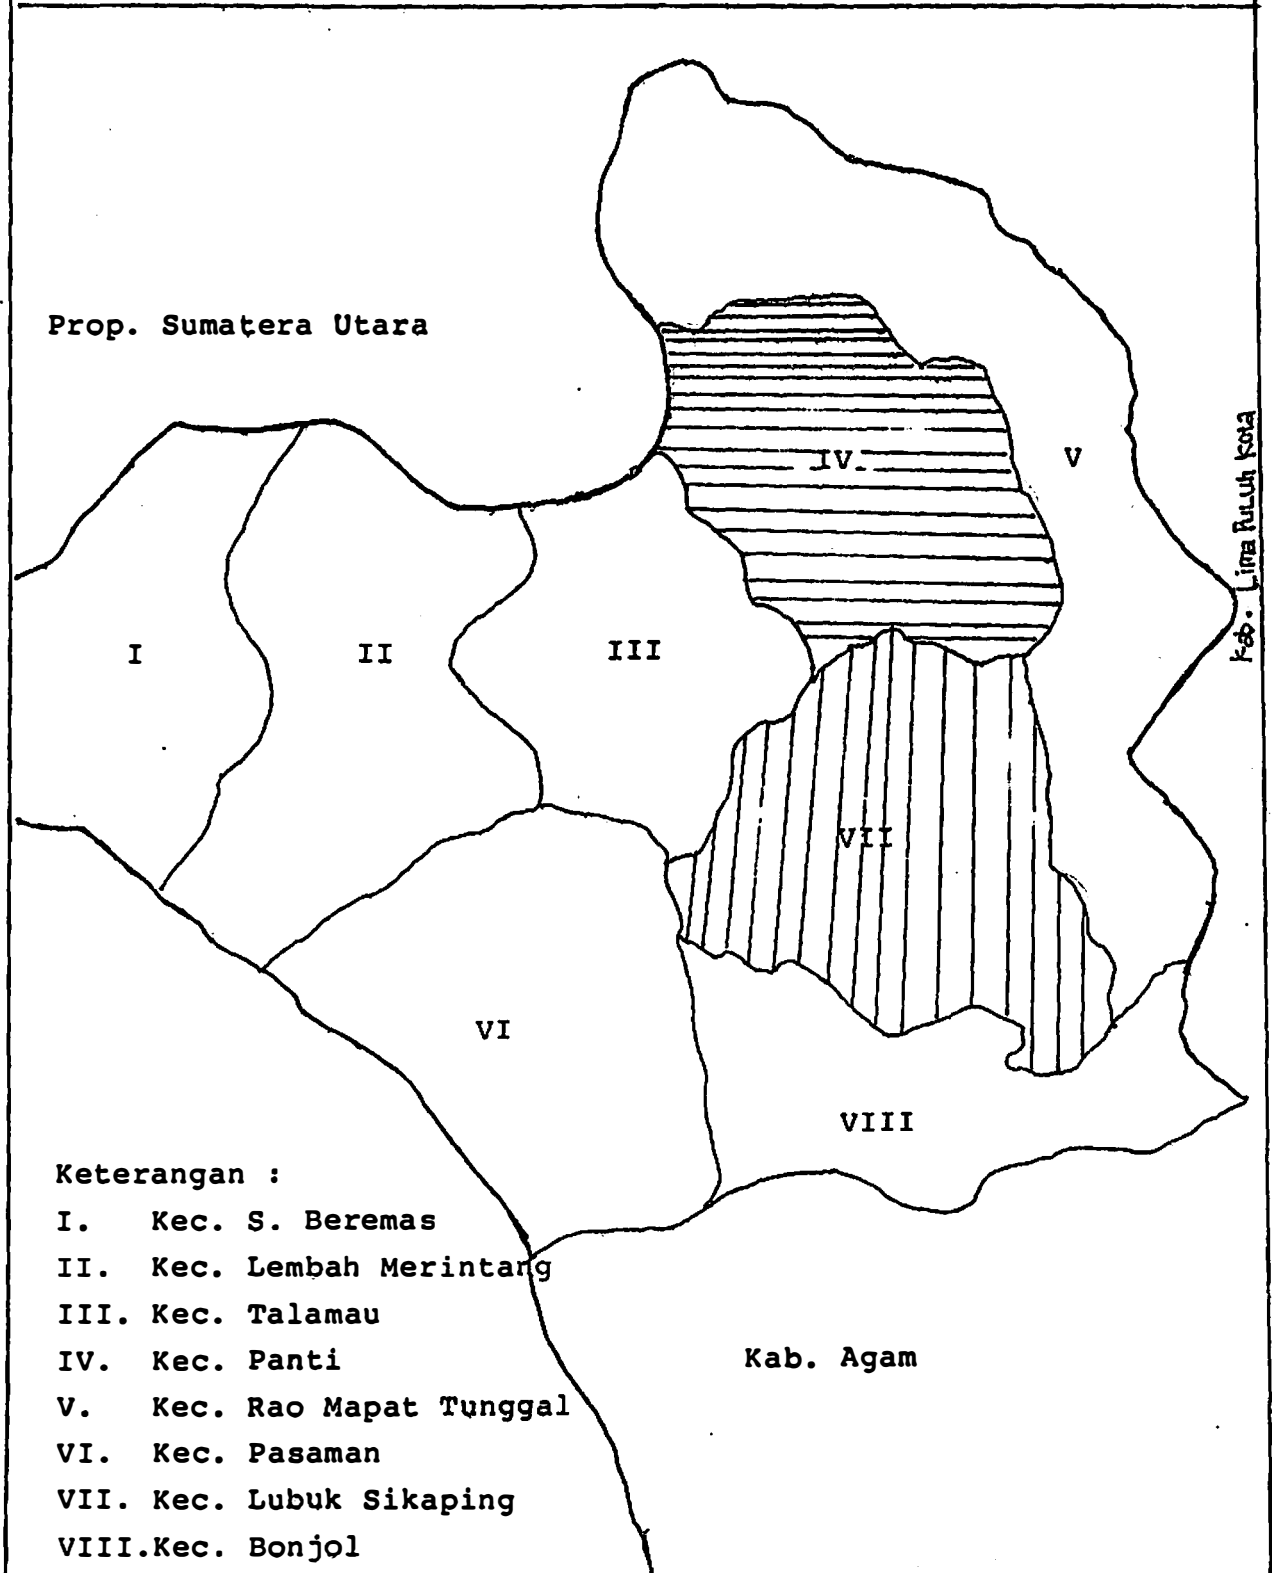 Prop. Sumatera Utara
Kab. Lima Puluh Kota
IV.
V
I
II
III
VII
VI
VIII
Keterangan :
I. Kec. S. Beremas
II. Kec. Lembah Merintang
III. Kec. Talamau
IV. Kec. Panti
V. Kec. Rao Mapat Tunggal
VI. Kec. Pasaman
VII. Kec. Lubuk Sikaping
VIII.Kec. Bonjol
Kab. Agam